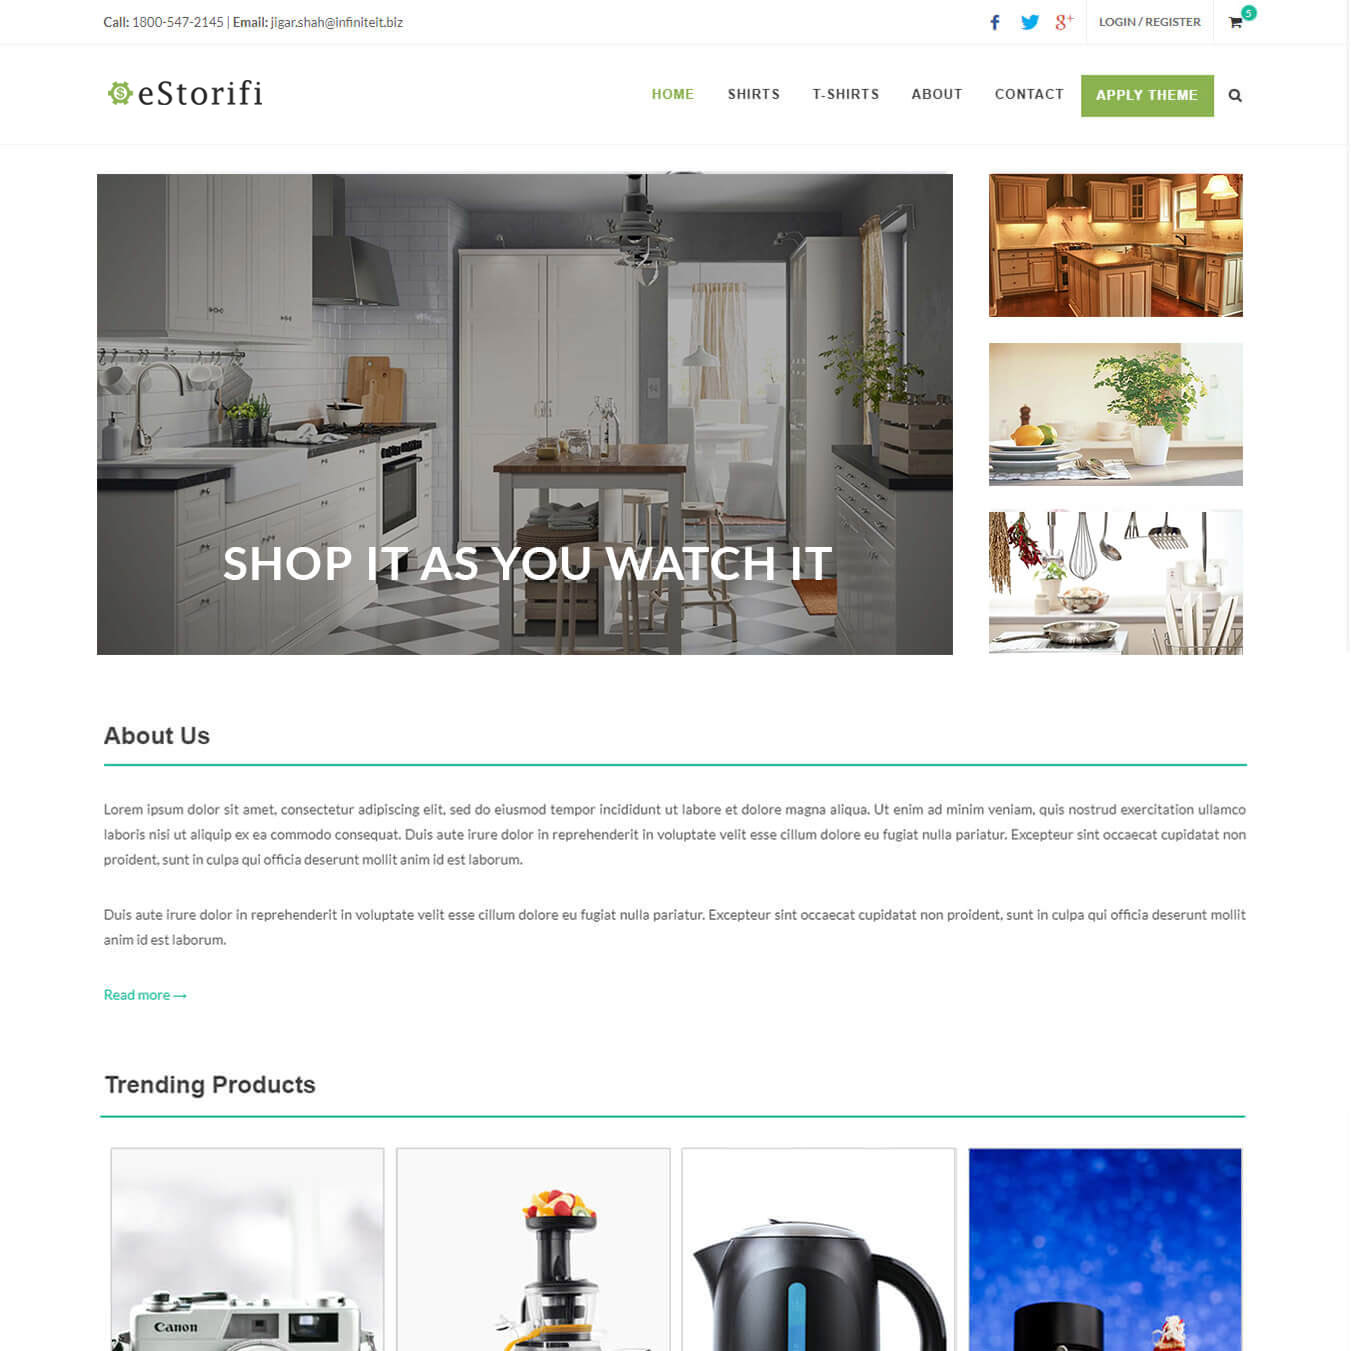 Call: 1800-547-2145 | Email: jigar.shah@infiniteit.biz
LOGIN / REGISTER
5
eStorifi
HOME
SHIRTS
T-SHIRTS
ABOUT
CONTACT
APPLY THEME
SHOP IT AS YOU WATCH IT
About Us
Lorem ipsum dolor sit amet, consectetur adipiscing elit, sed do eiusmod tempor incididunt ut labore et dolore magna aliqua. Ut enim ad minim veniam, quis nostrud exercitation ullamco
laboris nisi ut aliquip ex ea commodo consequat. Duis aute irure dolor in reprehenderit in voluptate velit esse cillum dolore eu fugiat nulla pariatur. Excepteur sint occaecat cupidatat non
proident, sunt in culpa qui officia deserunt mollit anim id est laborum.
Duis aute irure dolor in reprehenderit in voluptate velit esse cillum dolore eu fugiat nulla pariatur. Excepteur sint occaecat cupidatat non proident, sunt in culpa qui officia deserunt mollit
anim id est laborum.
Read more →
Trending Products
Canon